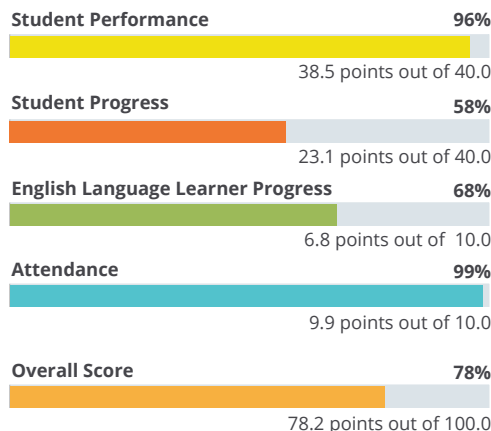 Student Performance 96%
38.5 points out of 40.0
Student Progress 58%
23.1 points out of 40.0
English Language Learner Progress 68%
6.8 points out of 10.0
Attendance 99%
9.9 points out of 10.0
Overall Score 78%
78.2 points out of 100.0